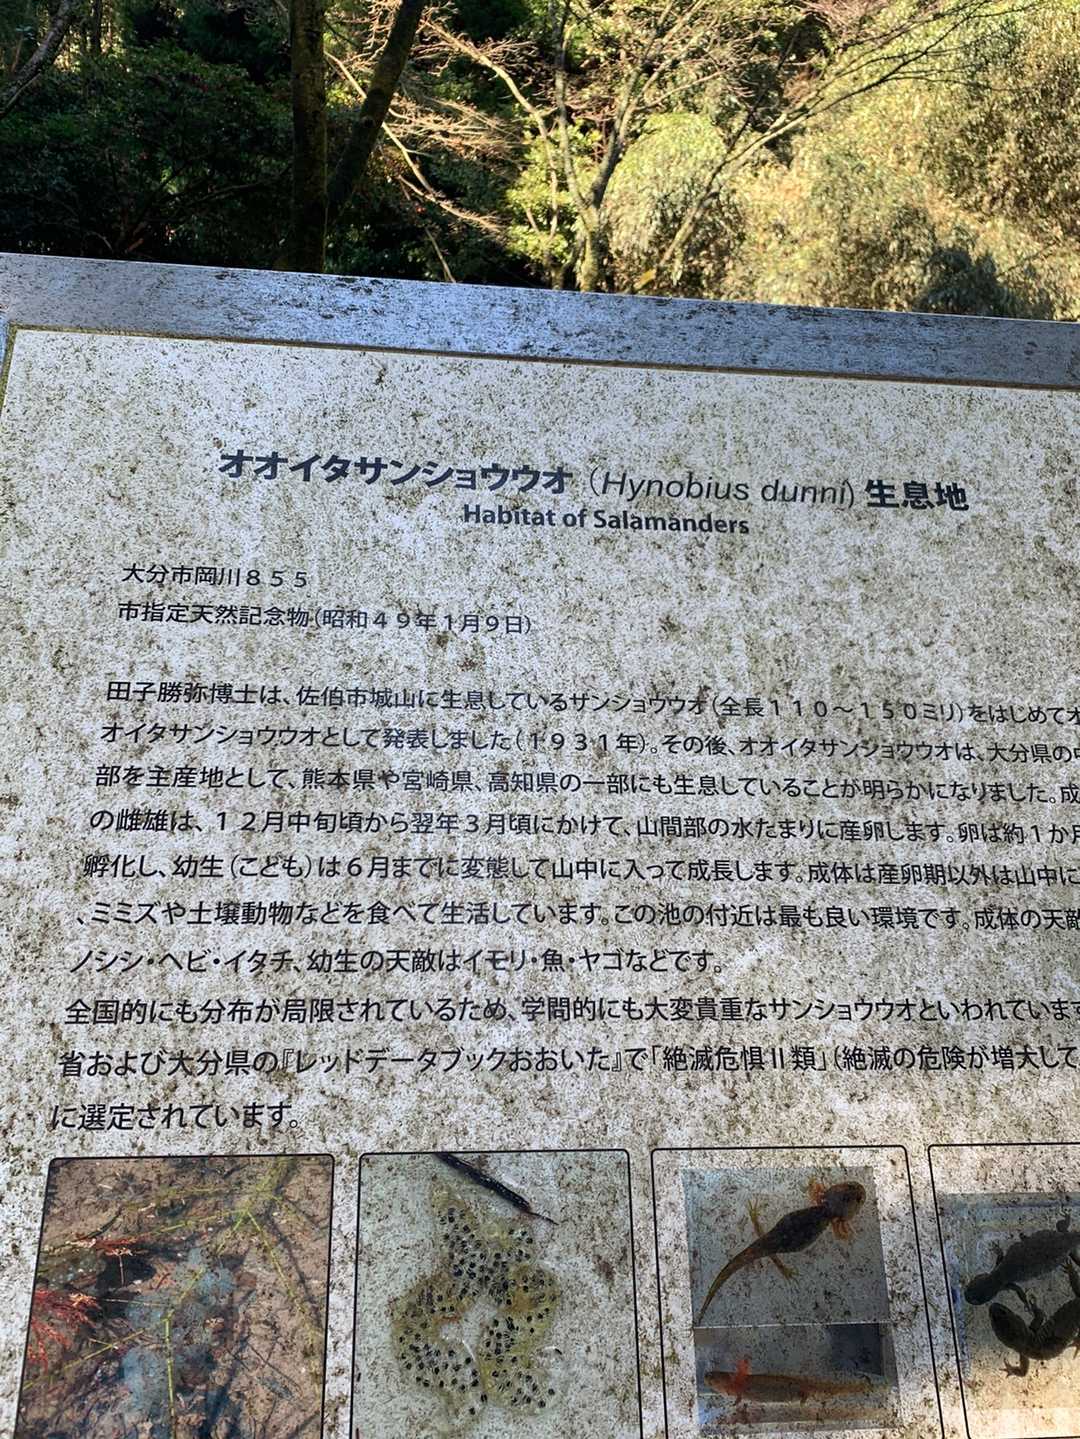 オオイタサンショウウオ（Hynobius dunni）生息地
Habitat of Salamanders
大分市岡川８５５
市指定天然記念物（昭和４９年１月９日）
田子勝弥博士は、佐伯市城山に生息しているサンショウウオ（全長１１０～１５０ミリ）をはじめてオ
オイタサンショウウオとして発表しました（１９３１年）。その後、オオイタサンショウウオは、大分県の中
部を主産地として、熊本県や宮崎県、高知県の一部にも生息していることが明らかになりました。成
の雌雄は、１２月中旬頃から翌年３月頃にかけて、山間部の水たまりに産卵します。卵は約１か月
孵化し、幼生（こども）は６月までに変態して山中に入って成長します。成体は産卵期以外は山中に
、ミミズや土壌動物などを食べて生活しています。この池の付近は最も良い環境です。成体の天敵
ノシシ・ヘビ・イタチ、幼生の天敵はイモリ・魚・ヤゴなどです。
全国的にも分布が局限されているため、学問的にも大変貴重なサンショウウオといわれています
省および大分県の『レッドデータブックおおいた』で「絶滅危惧Ⅱ類」（絶滅の危険が増大して
に選定されています。